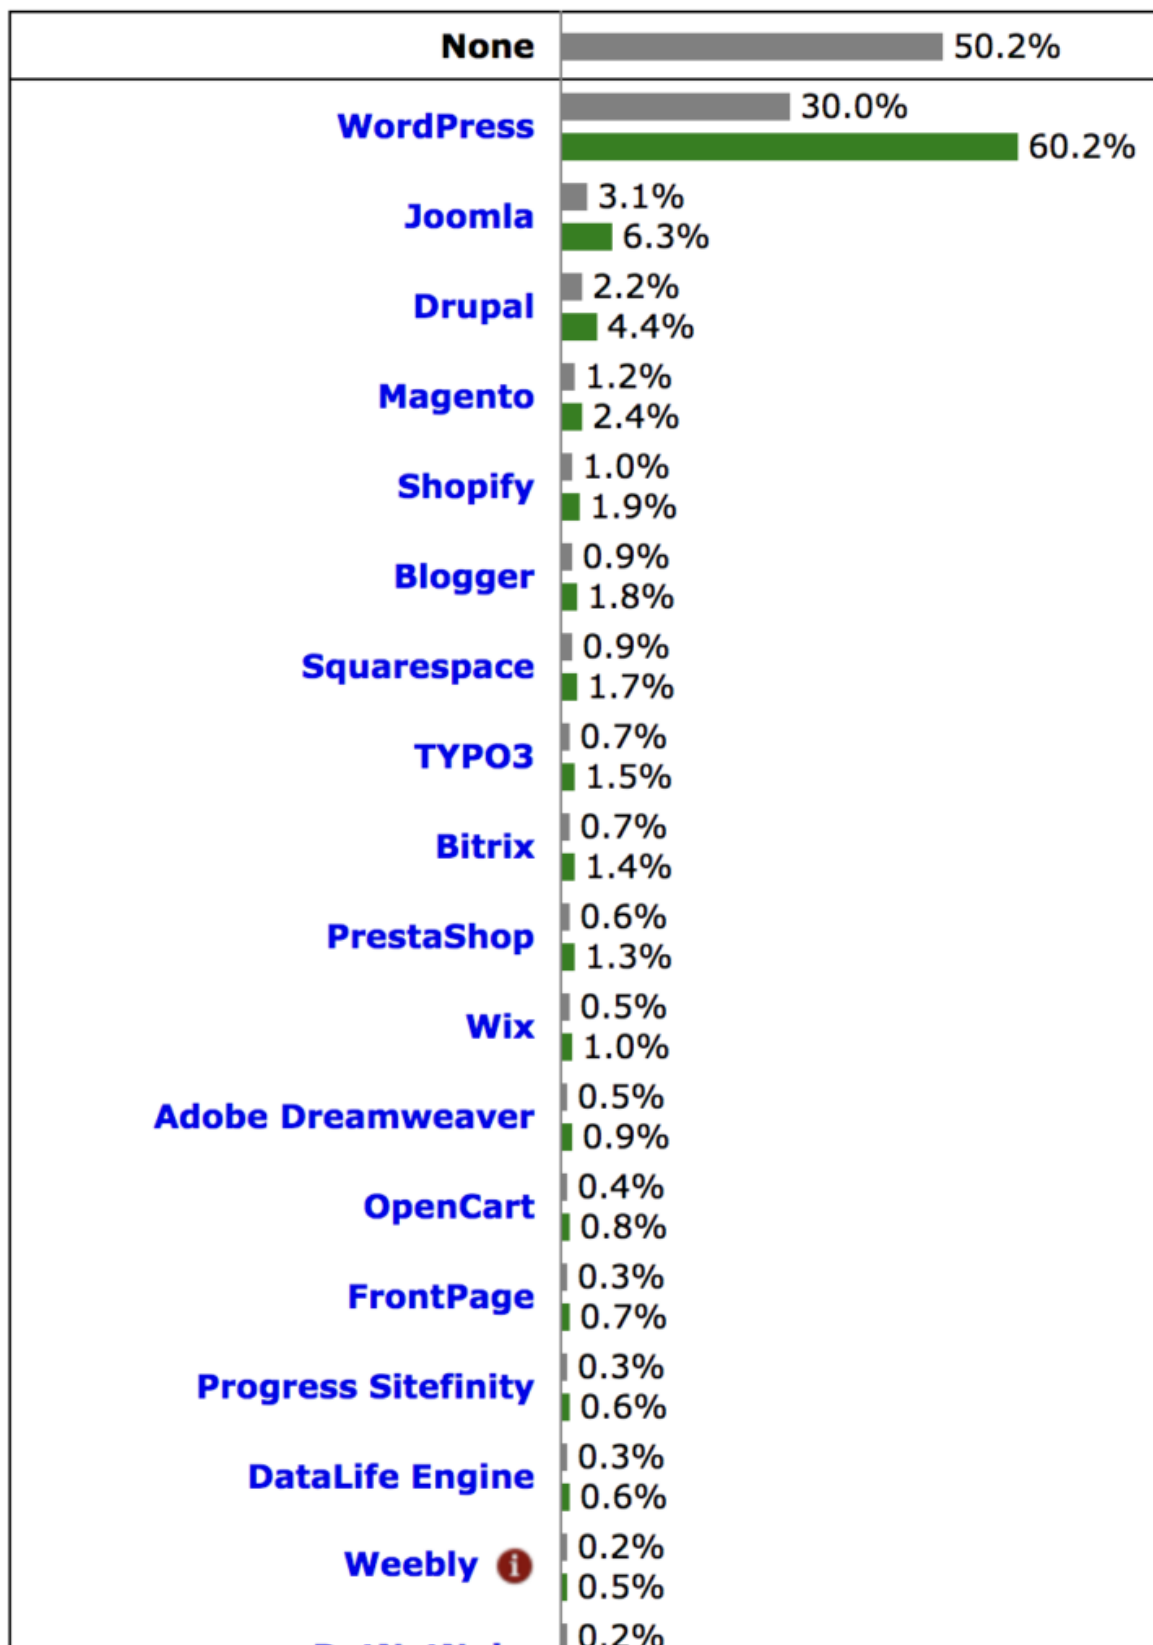 None 50.2%
WordPress 30.0%
60.2%
Joomla 3.1%
6.3%
Drupal 2.2%
4.4%
Magento 1.2%
2.4%
Shopify 1.0%
1.9%
Blogger 0.9%
1.8%
Squarespace 0.9%
1.7%
TYPO3 0.7%
1.5%
Bitrix 0.7%
1.4%
PrestaShop 0.6%
1.3%
Wix 0.5%
1.0%
Adobe Dreamweaver 0.5%
0.9%
OpenCart 0.4%
0.8%
FrontPage 0.3%
0.7%
Progress Sitefinity 0.3%
0.6%
DataLife Engine 0.3%
0.6%
Weebly i 0.2%
0.5%
0.2%